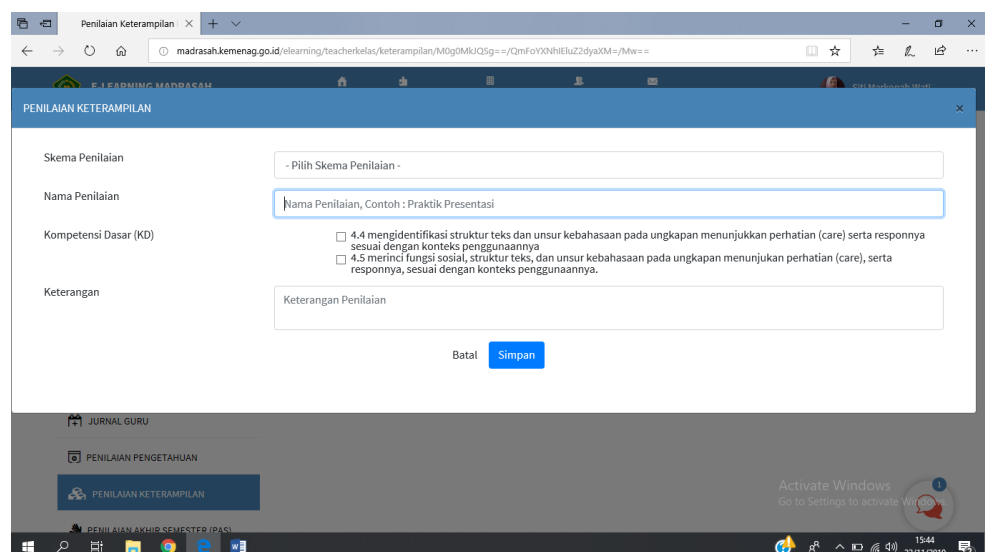 Penilaian Keterampilan
madrasah.kemenag.go.id/elearning/teacherkelas/keterampilan/M0g0MkJQSg==/QmFoYXNhIEluZ2dyaXM=/Mw==
E-LEARNING MADRASAH
Siti Markonah Wati
PENILAIAN KETERAMPILAN
×
Skema Penilaian
- Pilih Skema Penilaian -
Nama Penilaian
Nama Penilaian, Contoh : Praktik Presentasi
Kompetensi Dasar (KD)
4.4 mengidentifikasi struktur teks dan unsur kebahasaan pada ungkapan menunjukkan perhatian (care) serta responnya
sesuai dengan konteks penggunaannya
4.5 merinci fungsi sosial, struktur teks, dan unsur kebahasaan pada ungkapan menunjukan perhatian (care), serta
responnya, sesuai dengan konteks penggunaannya.
Keterangan
Keterangan Penilaian
Batal Simpan
JURNAL GURU
PENILAIAN PENGETAHUAN
PENILAIAN KETERAMPILAN
PENILAIAN AKHIR SEMESTER (PAS)
Activate Windows
Go to Settings to activate Windows.
1
15:44